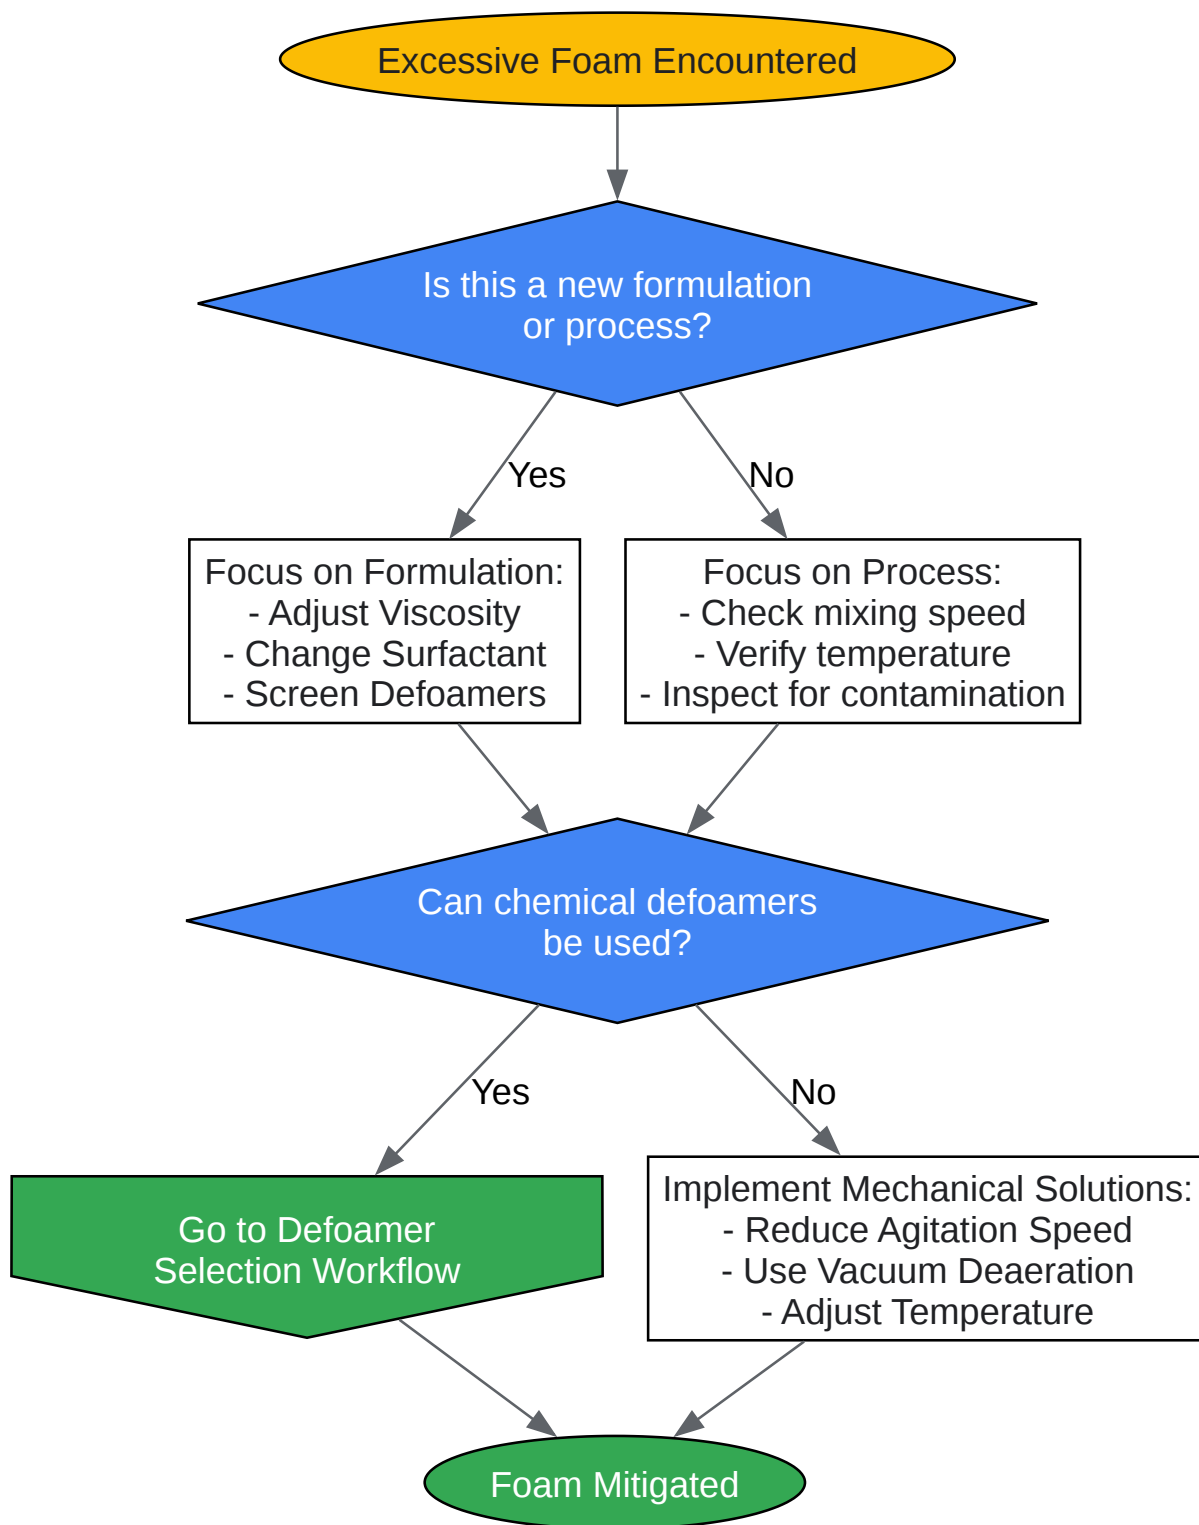 Excessive Foam Encountered
Is this a new formulation
or process?
Yes
No
Focus on Formulation:
- Adjust Viscosity
- Change Surfactant
- Screen Defoamers
Focus on Process:
- Check mixing speed
- Verify temperature
- Inspect for contamination
Can chemical defoamers
be used?
Yes
No
Go to Defoamer
Selection Workflow
Implement Mechanical Solutions:
- Reduce Agitation Speed
- Use Vacuum Deaeration
- Adjust Temperature
Foam Mitigated